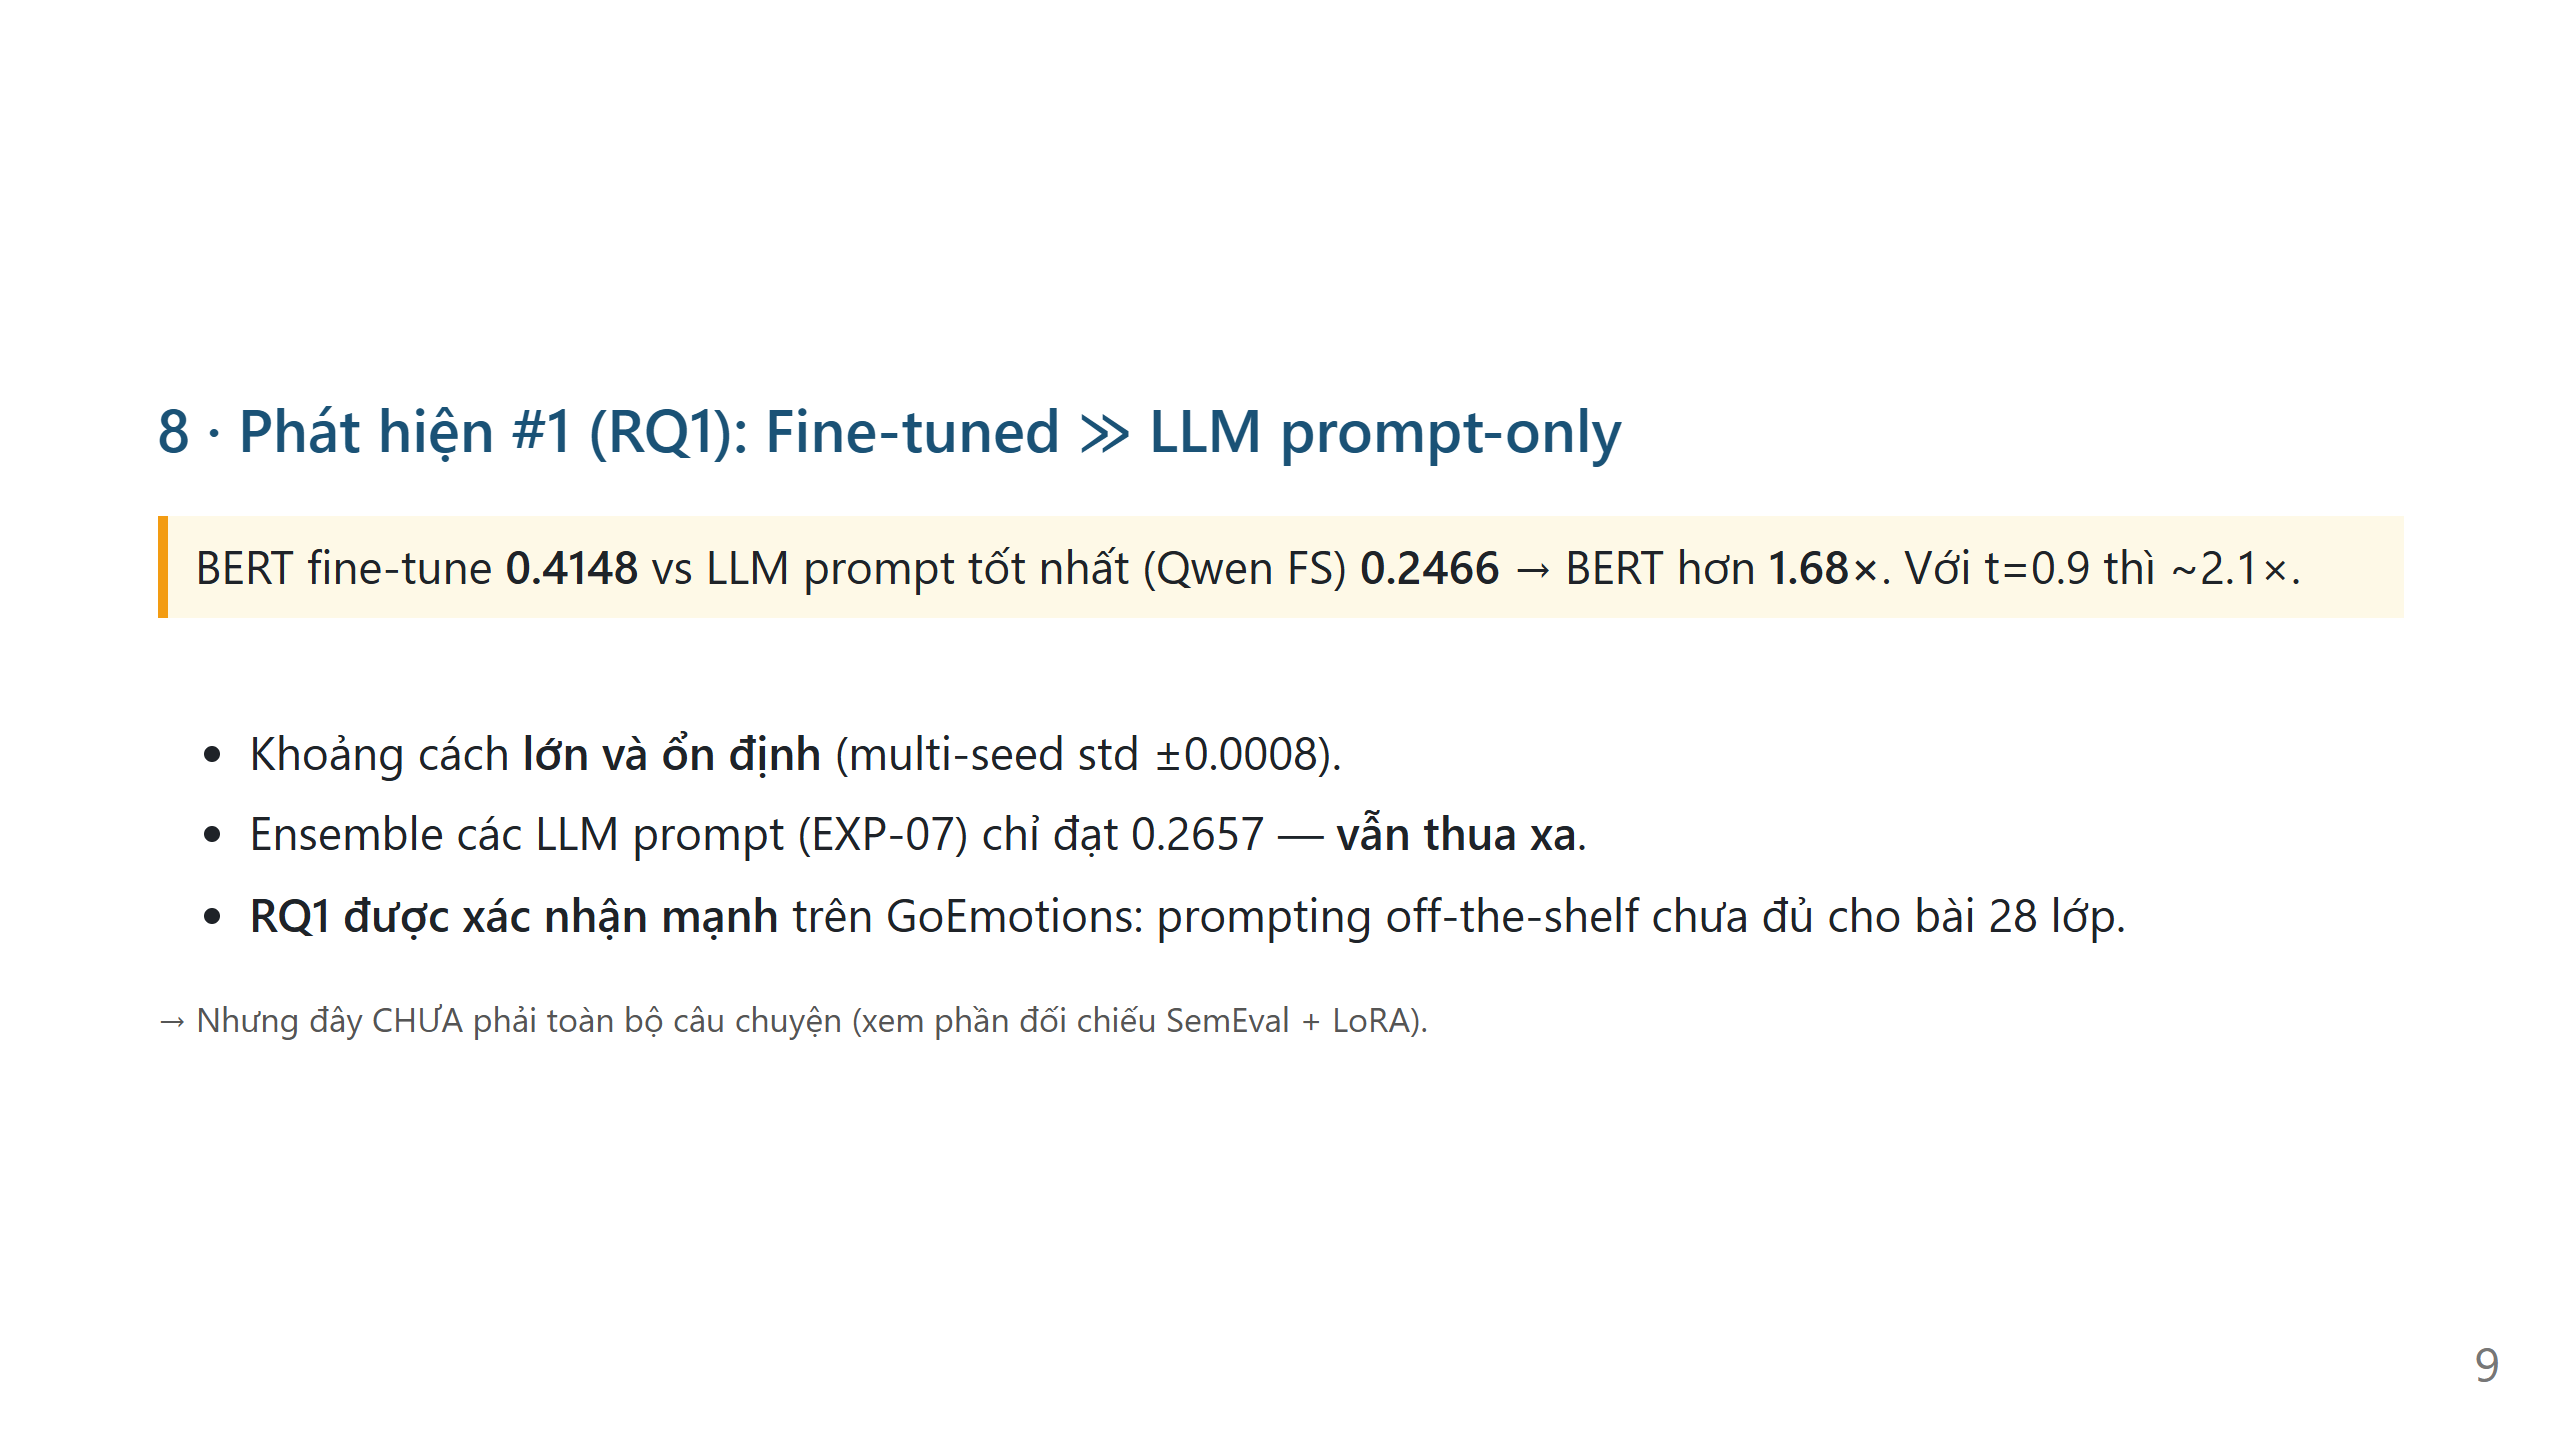 8 · Phát hiện #1 (RQ1): Fine-tuned ≫ LLM prompt-only
BERT fine-tune 0.4148 vs LLM prompt tốt nhất (Qwen FS) 0.2466 → BERT hơn 1.68×. Với t=0.9 thì ~2.1×.
• Khoảng cách lớn và ổn định (multi-seed std ±0.0008).
• Ensemble các LLM prompt (EXP-07) chỉ đạt 0.2657 — vẫn thua xa.
• RQ1 được xác nhận mạnh trên GoEmotions: prompting off-the-shelf chưa đủ cho bài 28 lớp.
→ Nhưng đây CHƯA phải toàn bộ câu chuyện (xem phần đối chiếu SemEval + LoRA).
9